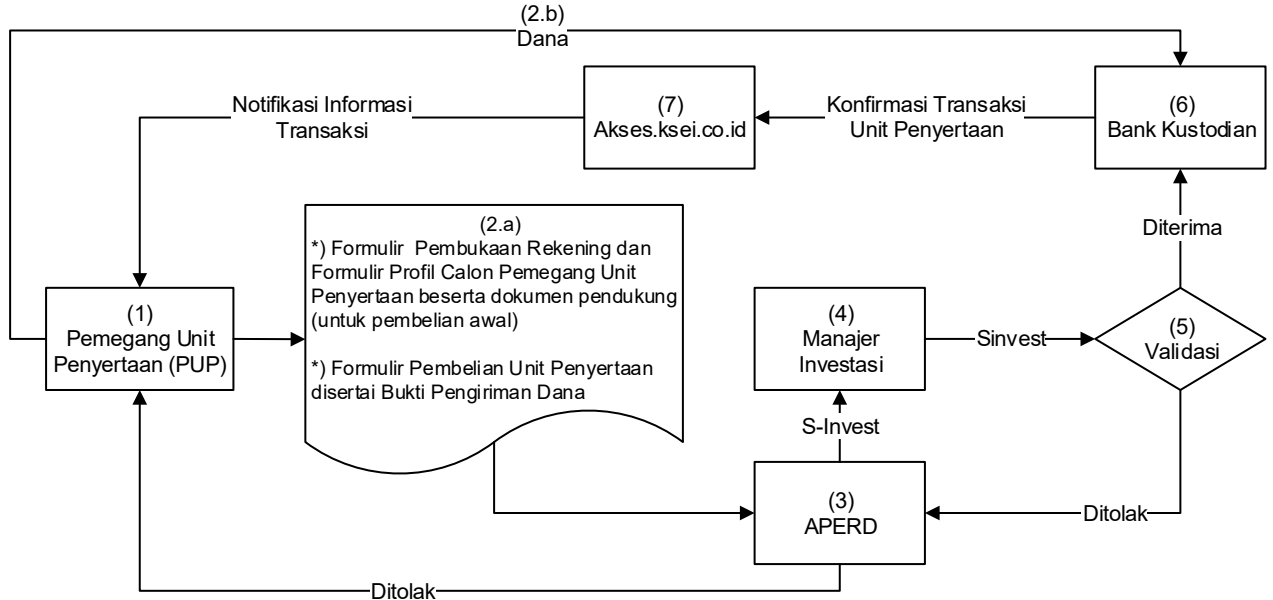 (2.b)
Dana
Notifikasi Informasi
Transaksi
(7)
Akses.ksei.co.id
Konfirmasi Transaksi
Unit Penyertaan
(6)
Bank Kustodian
Diterima
(1)
Pemegang Unit
Penyertaan (PUP)
(2.a)
*) Formulir Pembukaan Rekening dan
Formulir Profil Calon Pemegang Unit
Penyertaan beserta dokumen pendukung
(untuk pembelian awal)
*) Formulir Pembelian Unit Penyertaan
disertai Bukti Pengiriman Dana
(4)
Manajer
Investasi
Sinvest
(5)
Validasi
S-Invest
(3)
APERD
Ditolak
Ditolak